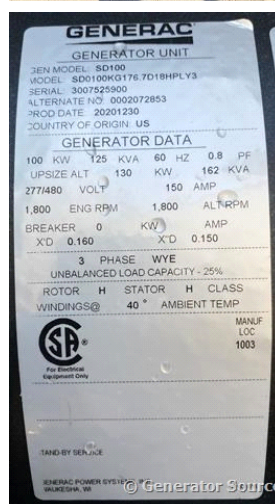 GENERAC
GENERATOR UNIT
GEN MODEL: SD100
MODEL: SD0100KG176.7D18HPLY3
SERIAL: 3007525900
ALTERNATE NO: 0002072853
PROD DATE: 20201230
COUNTRY OF ORIGIN: US
GENERATOR DATA
100 KW 125 KVA 60 HZ 0.8 PF
UPSIZE ALT 130 KW 162 KVA
277/480 VOLT 150 AMP
1,800 ENG RPM 1,800 ALT RPM
BREAKER 0 KW AMP
X'D 0.160 X'D 0.150
3 PHASE WYE
UNBALANCED LOAD CAPACITY - 25%
ROTOR H STATOR H CLASS
WINDINGS@ 40° AMBIENT TEMP
SA
For Electrical
Equipment Only
MANUF
LOC
1003
STAND-BY SERVICE
GENERAC POWER SYSTEMS, INC
WAUKESHA, WI
© Generator Source